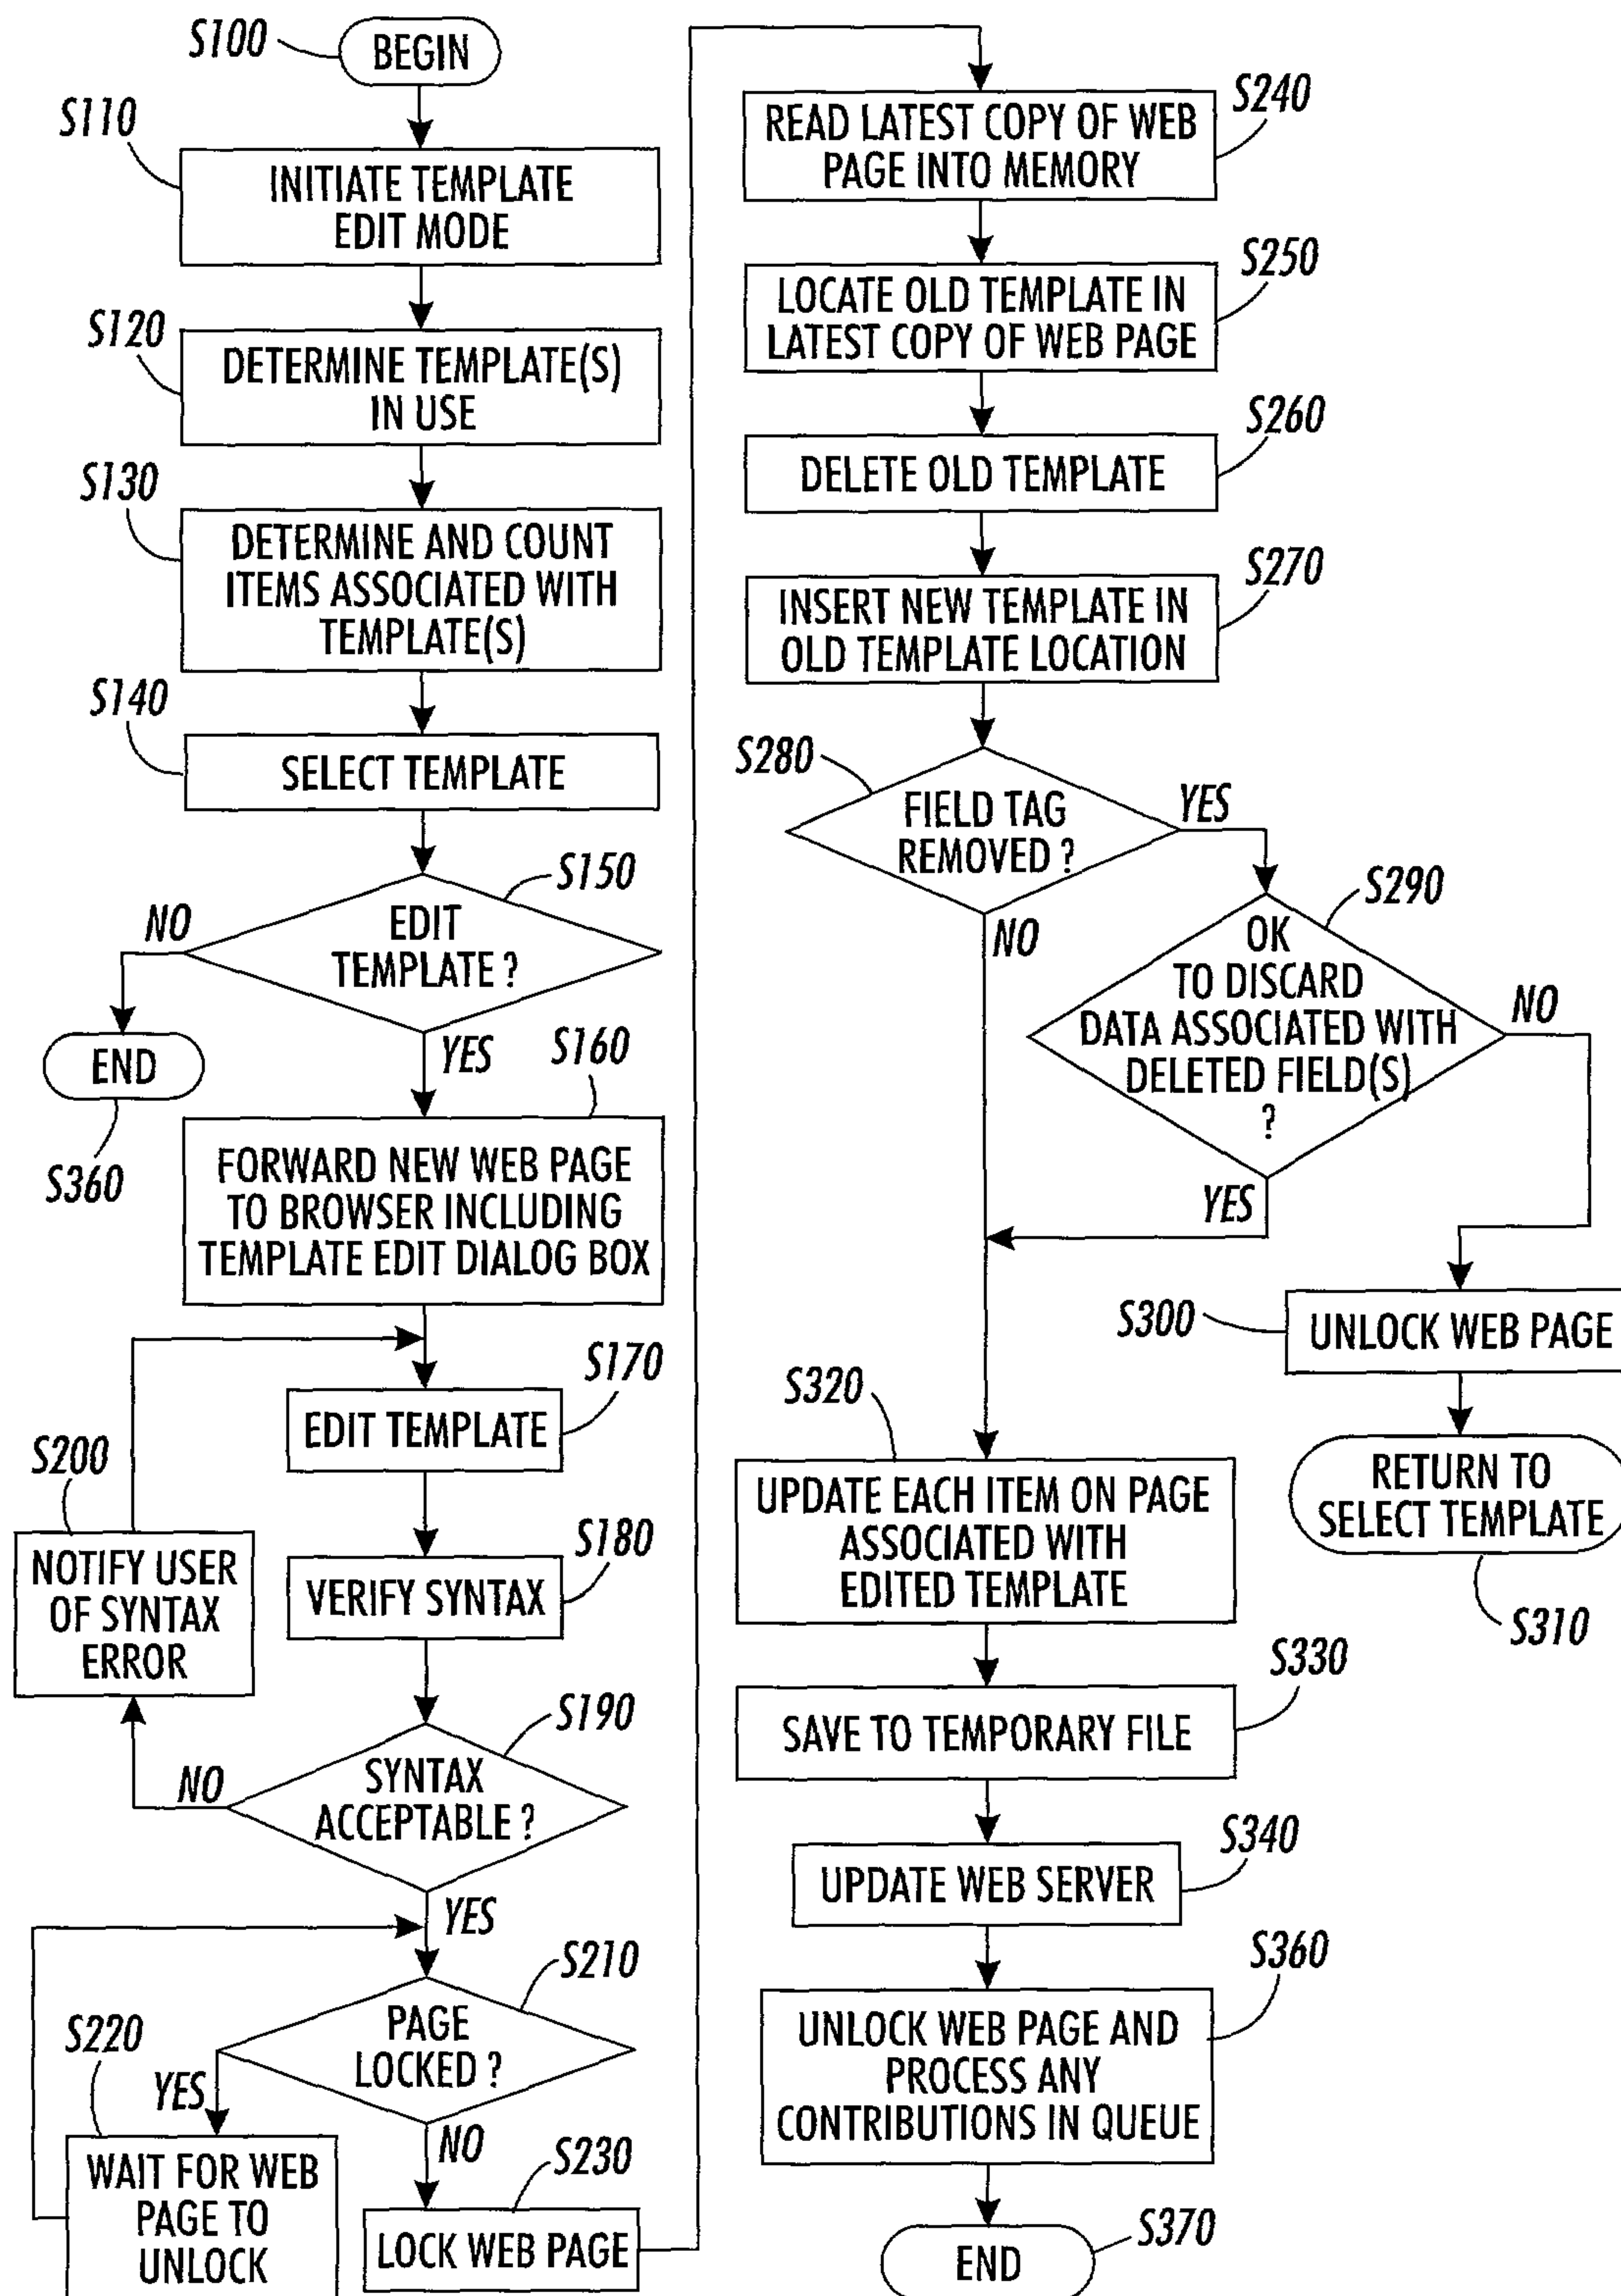 S100
BEGIN
S110
INITIATE TEMPLATE
EDIT MODE
S120
DETERMINE TEMPLATE(S)
IN USE
S130
DETERMINE AND COUNT
ITEMS ASSOCIATED WITH
TEMPLATE(S)
S140
SELECT TEMPLATE
S150
EDIT
TEMPLATE ?
NO
END
S360
YES
S160
FORWARD NEW WEB PAGE
TO BROWSER INCLUDING
TEMPLATE EDIT DIALOG BOX
S170
EDIT TEMPLATE
S200
NOTIFY USER
OF SYNTAX
ERROR
S180
VERIFY SYNTAX
S190
SYNTAX
ACCEPTABLE ?
NO
YES
S210
PAGE
LOCKED ?
S220
YES
WAIT FOR WEB
PAGE TO
UNLOCK
NO
S230
LOCK WEB PAGE
S240
READ LATEST COPY OF WEB
PAGE INTO MEMORY
S250
LOCATE OLD TEMPLATE IN
LATEST COPY OF WEB PAGE
S260
DELETE OLD TEMPLATE
S270
INSERT NEW TEMPLATE IN
OLD TEMPLATE LOCATION
S280
FIELD TAG
REMOVED ?
YES
NO
S290
OK
TO DISCARD
DATA ASSOCIATED WITH
DELETED FIELD(S)
?
NO
YES
S300
UNLOCK WEB PAGE
RETURN TO
SELECT TEMPLATE
S310
S320
UPDATE EACH ITEM ON PAGE
ASSOCIATED WITH
EDITED TEMPLATE
S330
SAVE TO TEMPORARY FILE
S340
UPDATE WEB SERVER
S360
UNLOCK WEB PAGE AND
PROCESS ANY
CONTRIBUTIONS IN QUEUE
S370
END